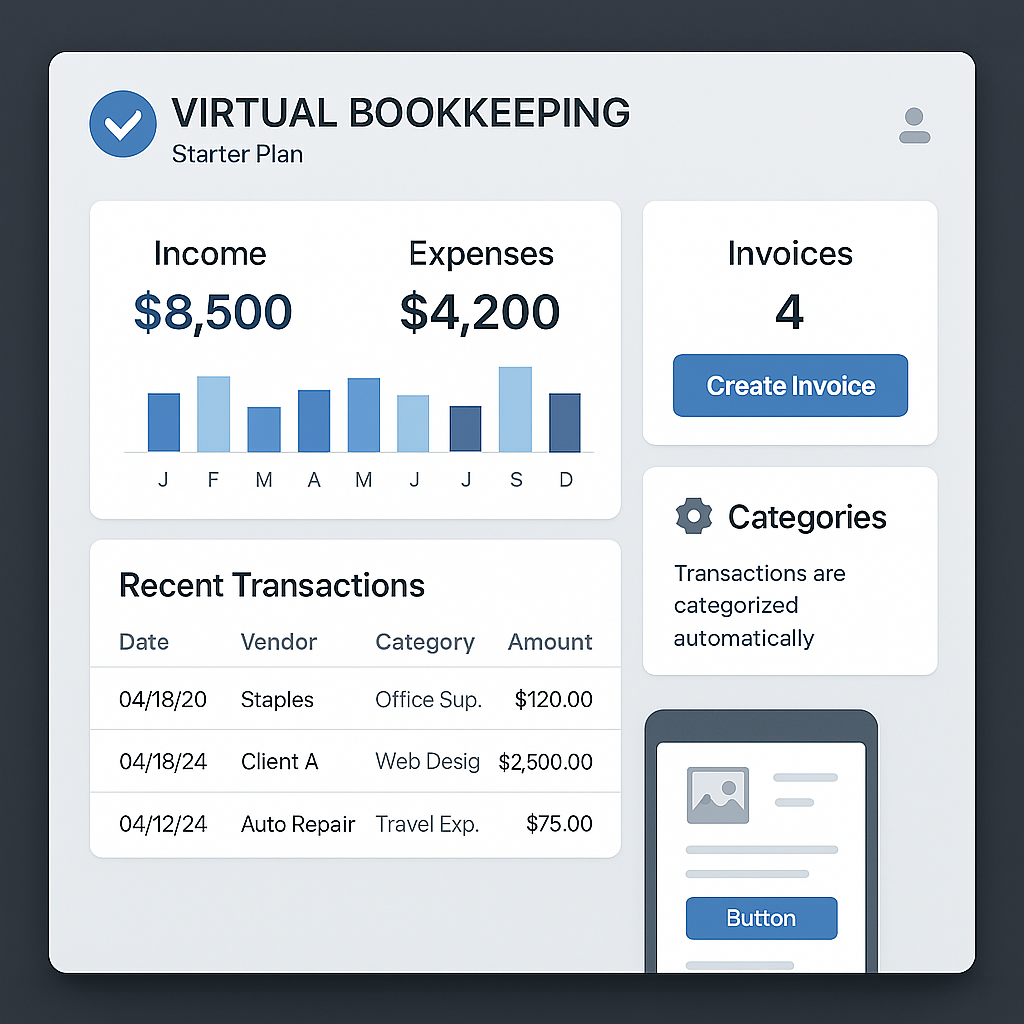 VIRTUAL BOOKKEEPING
Starter Plan
Income
$8,500
Expenses
$4,200
J F M A M J J S D
Invoices
4
Create Invoice
Categories
Transactions are
categorized
automatically
Recent Transactions
Date Vendor Category Amount
04/18/20 Staples Office Sup. $120.00
04/18/24 Client A Web Desig $2,500.00
04/12/24 Auto Repair Travel Exp. $75.00
Button